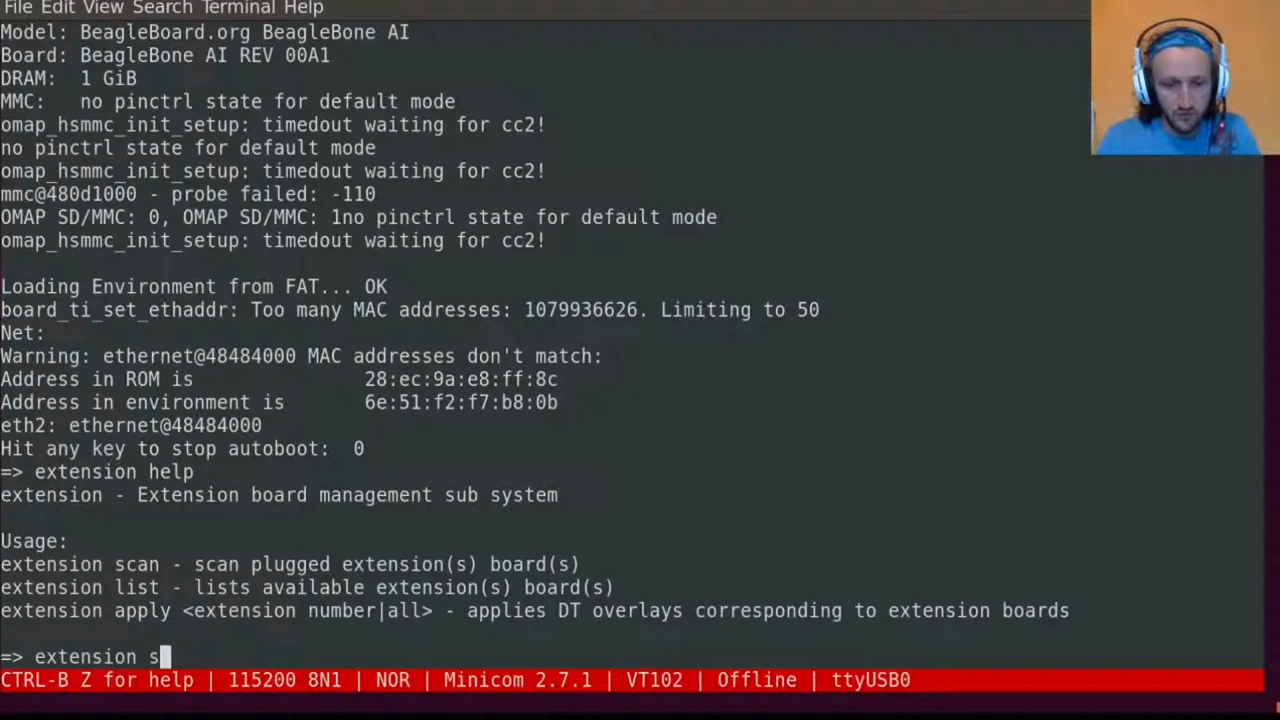 File Edit View Search Terminal Help
Model: BeagleBoard.org BeagleBone AI
Board: BeagleBone AI REV 00A1
DRAM:  1 GiB
MMC:   no pinctrl state for default mode
omap_hsmmc_init_setup: timedout waiting for cc2!
no pinctrl state for default mode
omap_hsmmc_init_setup: timedout waiting for cc2!
mmc@480d1000 - probe failed: -110
OMAP SD/MMC: 0, OMAP SD/MMC: 1no pinctrl state for default mode
omap_hsmmc_init_setup: timedout waiting for cc2!
Loading Environment from FAT... OK
board_ti_set_ethaddr: Too many MAC addresses: 1079936626. Limiting to 50
Net:
Warning: ethernet@48484000 MAC addresses don't match:
Address in ROM is               28:ec:9a:e8:ff:8c
Address in environment is       6e:51:f2:f7:b8:0b
eth2: ethernet@48484000
Hit any key to stop autoboot:  0
=> extension help
extension - Extension board management sub system
Usage:
extension scan - scan plugged extension(s) board(s)
extension list - lists available extension(s) board(s)
extension apply <extension number|all> - applies DT overlays corresponding to extension boards
=> extension s
CTRL-B Z for help | 115200 8N1 | NOR | Minicom 2.7.1 | VT102 | Offline | ttyUSB0